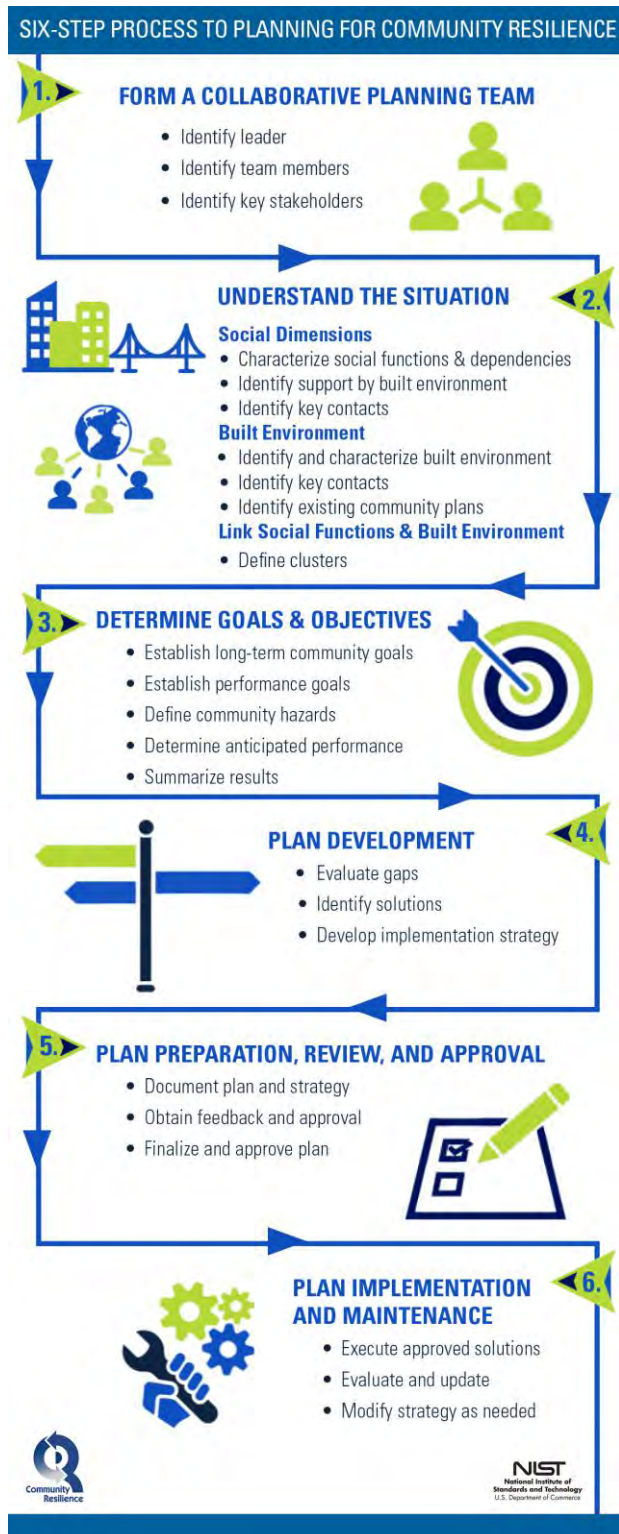 SIX-STEP PROCESS TO PLANNING FOR COMMUNITY RESILIENCE
1.
FORM A COLLABORATIVE PLANNING TEAM
• Identify leader
• Identify team members
• Identify key stakeholders
2.
UNDERSTAND THE SITUATION
Social Dimensions
• Characterize social functions & dependencies
• Identify support by built environment
• Identify key contacts
Built Environment
• Identify and characterize built environment
• Identify key contacts
• Identify existing community plans
Link Social Functions & Built Environment
• Define clusters
3.
DETERMINE GOALS & OBJECTIVES
• Establish long-term community goals
• Establish performance goals
• Define community hazards
• Determine anticipated performance
• Summarize results
4.
PLAN DEVELOPMENT
• Evaluate gaps
• Identify solutions
• Develop implementation strategy
5.
PLAN PREPARATION, REVIEW, AND APPROVAL
• Document plan and strategy
• Obtain feedback and approval
• Finalize and approve plan
6.
PLAN IMPLEMENTATION
AND MAINTENANCE
• Execute approved solutions
• Evaluate and update
• Modify strategy as needed
Community
Resilience
NIST
National Institute of
Standards and Technology
U.S. Department of Commerce